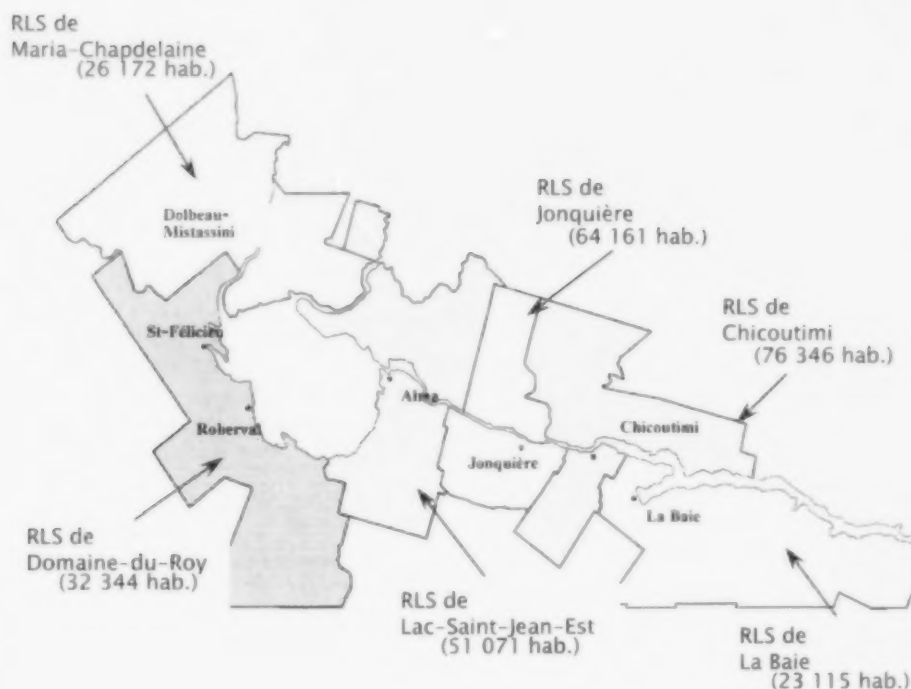 RLS de
Maria-Chapdelaine
(26 172 hab.)
RLS de
Jonquière
(64 161 hab.)
Dolbeau-
Mistassini
RLS de
Chicoutimi
(76 346 hab.)
St-Félicien
Alma
Roberval
Chicoutimi
Jonquière
La Baie
RLS de
Domaine-du-Roy
(32 344 hab.)
RLS de
Lac-Saint-Jean-Est
(51 071 hab.)
RLS de
La Baie
(23 115 hab.)